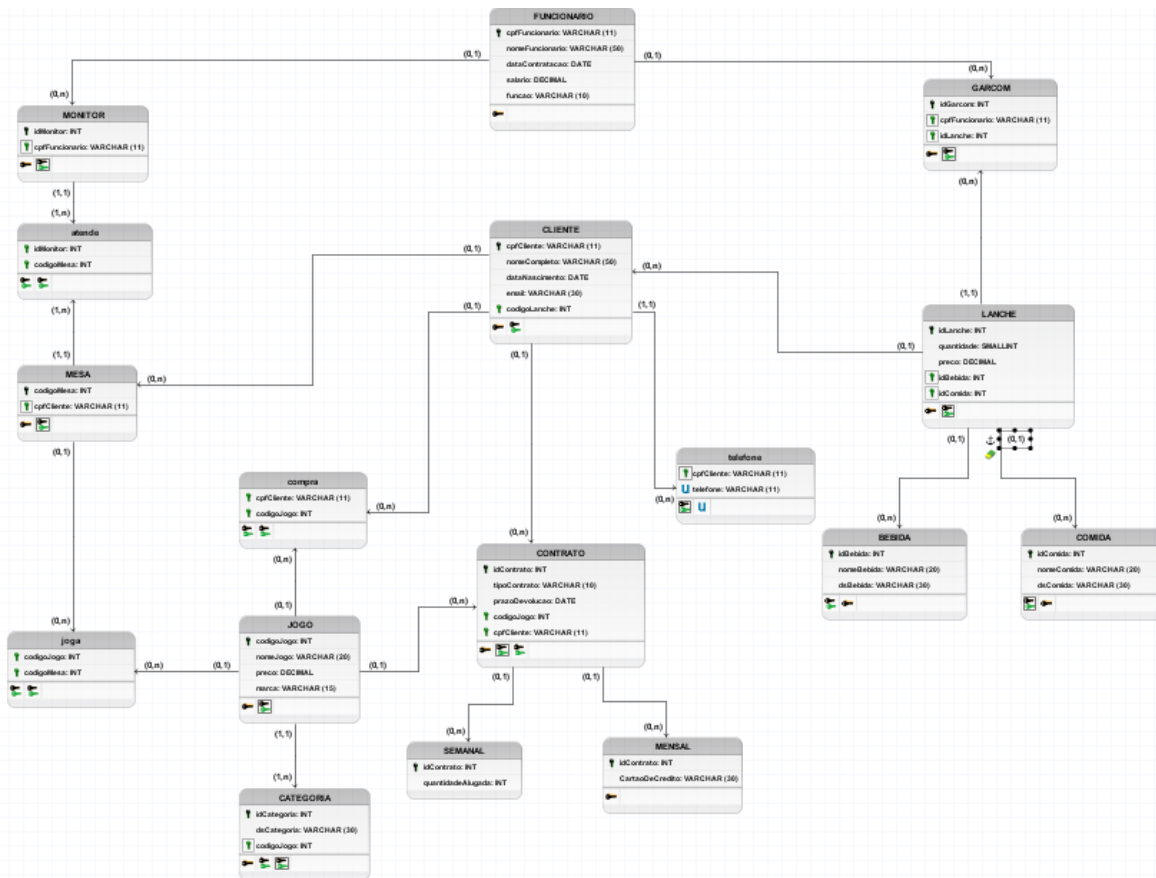 FUNCIONARIO
cpfFuncionario: VARCHAR (11)
nomeFuncionario: VARCHAR (50)
dataContratacao: DATE
salario: DECIMAL
funcao: VARCHAR (10)
(0,1)
(0,1)
(0,n)
(0,n)
MONITOR
idMonitor: INT
cpfFuncionario: VARCHAR (11)
(1,1)
(1,n)
GARCOM
idGarcom: INT
cpfFuncionario: VARCHAR (11)
idLanche: INT
(0,n)
(1,1)
atende
idMonitor: INT
codigoMesa: INT
(1,n)
(1,1)
CLIENTE
cpfCliente: VARCHAR (11)
nomeCompleto: VARCHAR (50)
dataNascimento: DATE
email: VARCHAR (30)
codigoLanche: INT
(0,1)
(0,n)
(0,1)
(1,1)
(0,1)
LANCHE
idLanche: INT
quantidade: SMALLINT
preco: DECIMAL
idBebida: INT
idComida: INT
(0,1)
(0,1)
(0,1)
MESA
codigoMesa: INT
cpfCliente: VARCHAR (11)
(0,n)
(0,1)
telefone
cpfCliente: VARCHAR (11)
U telefone: VARCHAR (11)
U
(0,n)
compra
cpfCliente: VARCHAR (11)
codigoJogo: INT
(0,n)
(0,n)
(0,1)
BEBIDA
idBebida: INT
nomeBebida: VARCHAR (20)
dsBebida: VARCHAR (30)
(0,n)
COMIDA
idComida: INT
nomeComida: VARCHAR (20)
dsComida: VARCHAR (30)
(0,n)
CONTRATO
idContrato: INT
tipoContrato: VARCHAR (10)
prazoDevolucao: DATE
codigoJogo: INT
cpfCliente: VARCHAR (11)
(0,n)
(0,n)
(0,1)
(0,1)
joga
codigoJogo: INT
codigoMesa: INT
(0,n)
(0,n)
JOGO
codigoJogo: INT
nomeJogo: VARCHAR (20)
preco: DECIMAL
marca: VARCHAR (15)
(0,1)
(0,1)
(1,1)
(1,n)
SEMANAL
idContrato: INT
quantidadeAlugada: INT
(0,n)
MENSAL
idContrato: INT
CartaoDeCredito: VARCHAR (30)
(0,n)
CATEGORIA
idCategoria: INT
dsCategoria: VARCHAR (30)
codigoJogo: INT